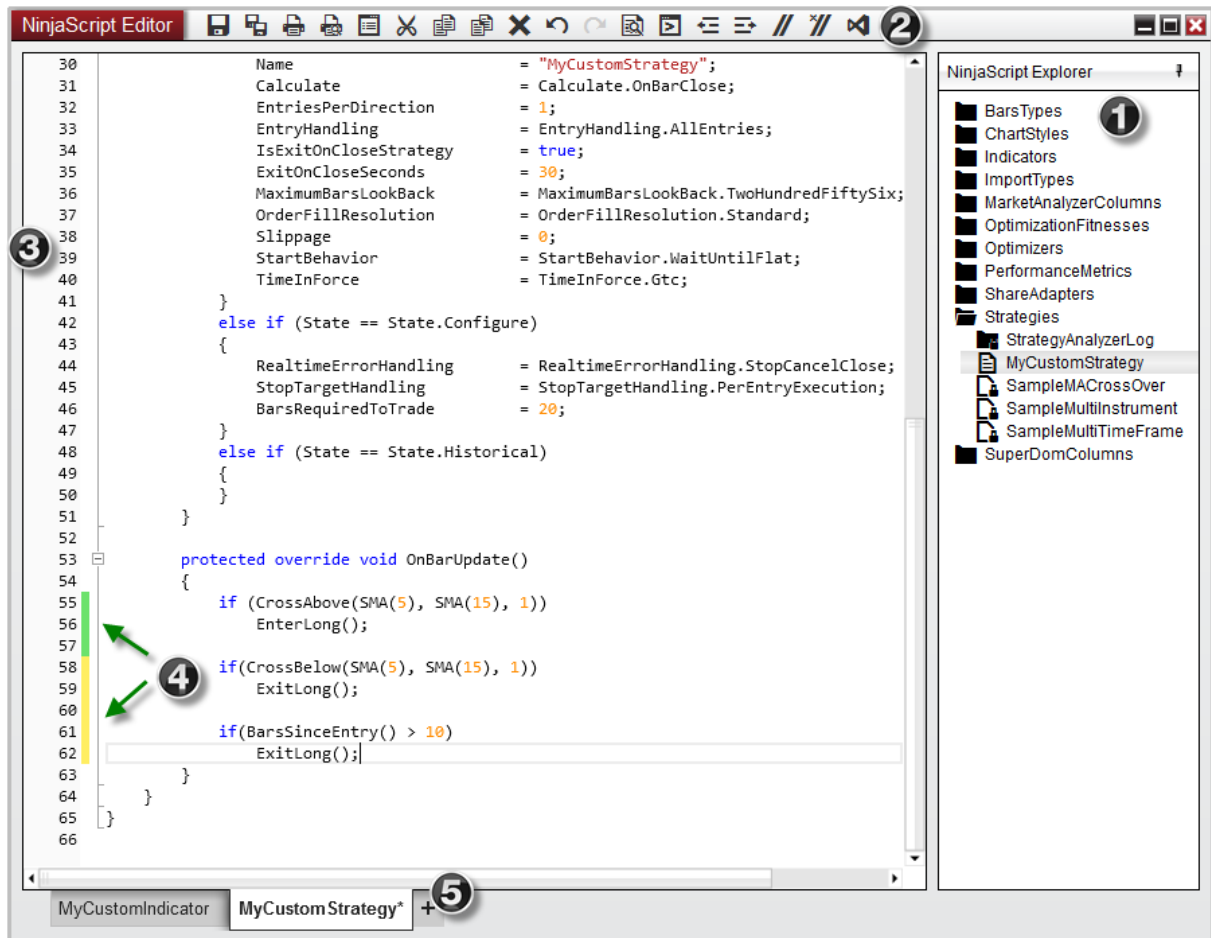 NinjaScript Editor
2
30 Name = "MyCustomStrategy";
31 Calculate = Calculate.OnBarClose;
32 EntriesPerDirection = 1;
33 EntryHandling = EntryHandling.AllEntries;
34 IsExitOnCloseStrategy = true;
35 ExitOnCloseSeconds = 30;
36 MaximumBarsLookBack = MaximumBarsLookBack.TwoHundredFiftySix;
37 OrderFillResolution = OrderFillResolution.Standard;
38 Slippage = 0;
3
39 StartBehavior = StartBehavior.WaitUntilFlat;
40 TimeInForce = TimeInForce.Gtc;
41 }
42 else if (State == State.Configure)
43 {
44 RealtimeErrorHandling = RealtimeErrorHandling.StopCancelClose;
45 StopTargetHandling = StopTargetHandling.PerEntryExecution;
46 BarsRequiredToTrade = 20;
47 }
48 else if (State == State.Historical)
49 {
50 }
51 }
52
53 protected override void OnBarUpdate()
54 {
55 if (CrossAbove(SMA(5), SMA(15), 1))
56 EnterLong();
57
58 if(CrossBelow(SMA(5), SMA(15), 1))
4
59 ExitLong();
60
61 if(BarsSinceEntry() > 10)
62 ExitLong();
63 }
64 }
65 }
66
NinjaScript Explorer
1
BarsTypes
ChartStyles
Indicators
ImportTypes
MarketAnalyzerColumns
OptimizationFitnesses
Optimizers
PerformanceMetrics
ShareAdapters
Strategies
StrategyAnalyzerLog
MyCustomStrategy
SampleMACrossOver
SampleMultiInstrument
SampleMultiTimeFrame
SuperDomColumns
MyCustomIndicator MyCustomStrategy* + 5